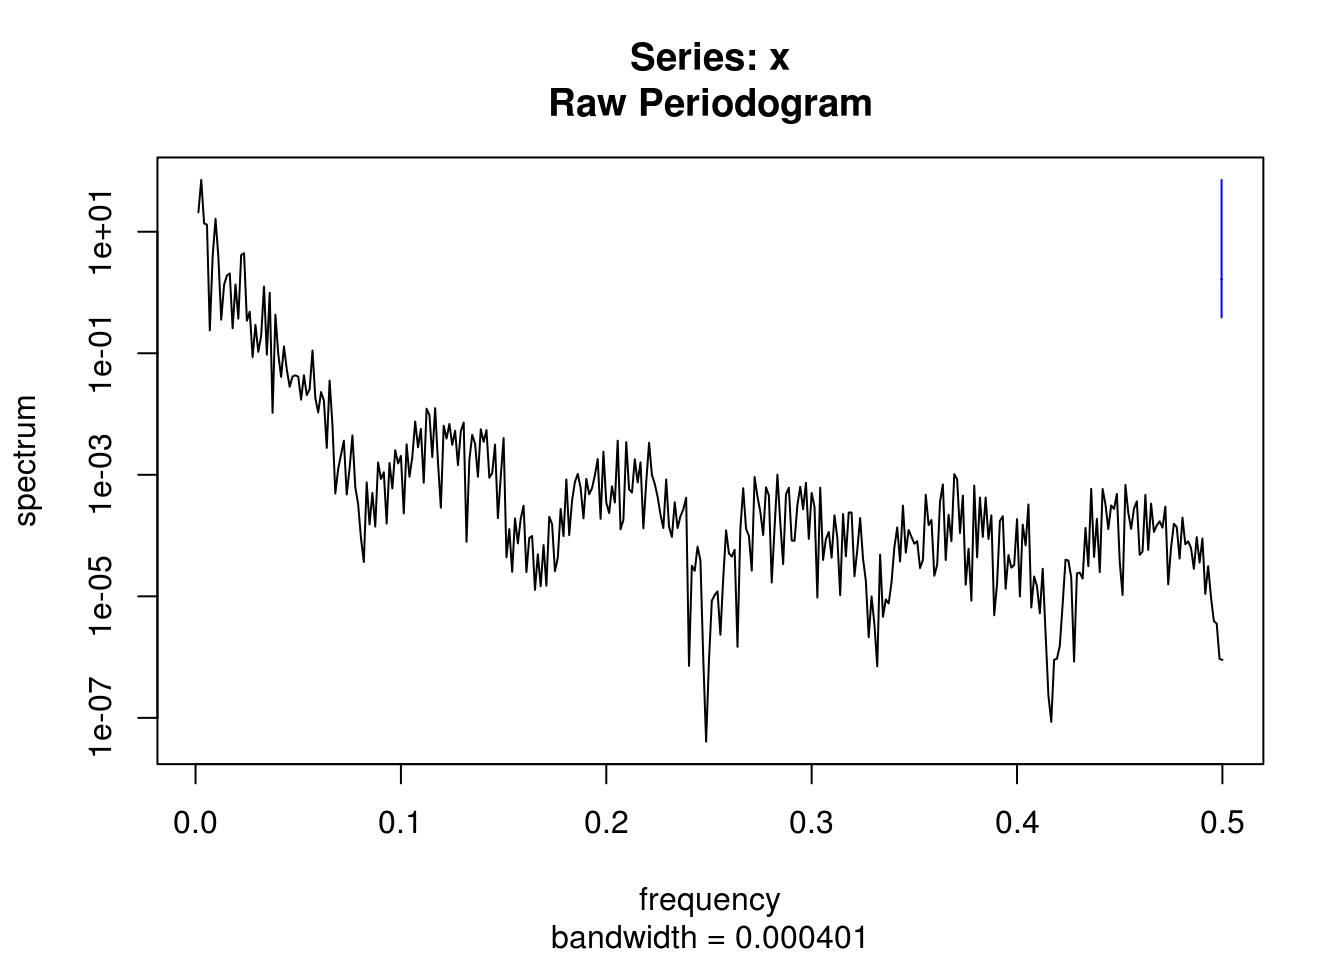 Series: x
Raw Periodogram
spectrum
1e+01
1e-01
1e-03
1e-05
1e-07
0.0 0.1 0.2 0.3 0.4 0.5
frequency
bandwidth = 0.000401